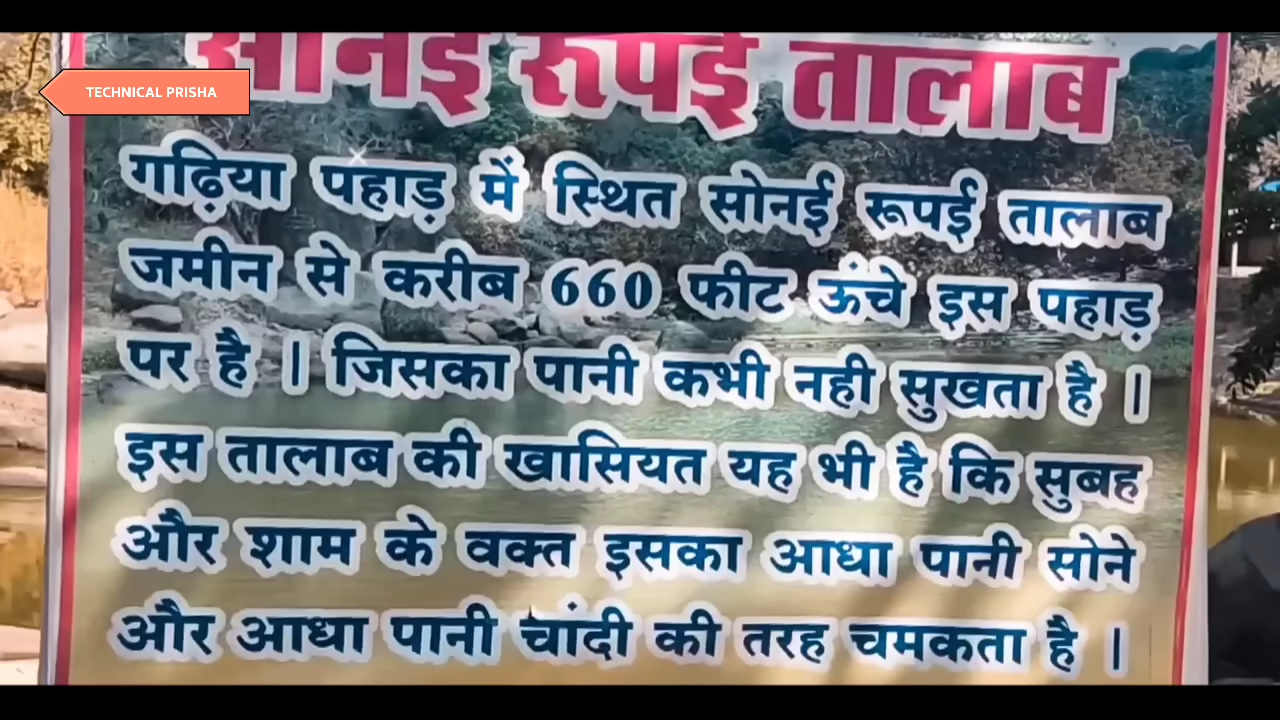 सोनई रूपई तालाब
TECHNICAL PRISHA
गढ़िया पहाड़ में स्थित सोनई रूपई तालाब
जमीन से करीब 660 फीट ऊंचे इस पहाड़
पर है । जिसका पानी कभी नही सुखता है ।
इस तालाब की खासियत यह भी है कि सुबह
और शाम के वक्त इसका आधा पानी सोने
और आधा पानी चांदी की तरह चमकता है ।